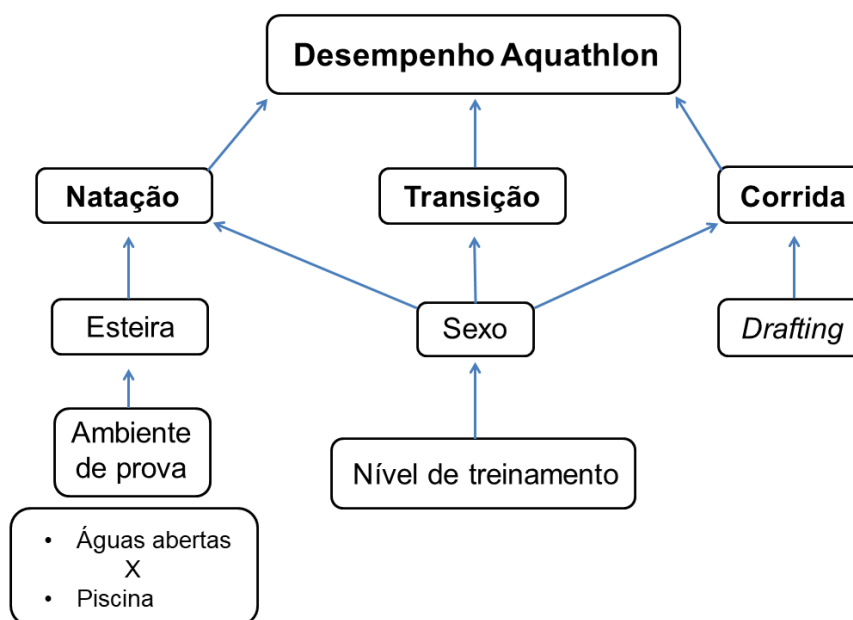 Desempenho Aquathlon
Natação
Transição
Corrida
Esteira
Sexo
Drafting
Ambiente
de prova
Nível de treinamento
• Águas abertas
X
• Piscina